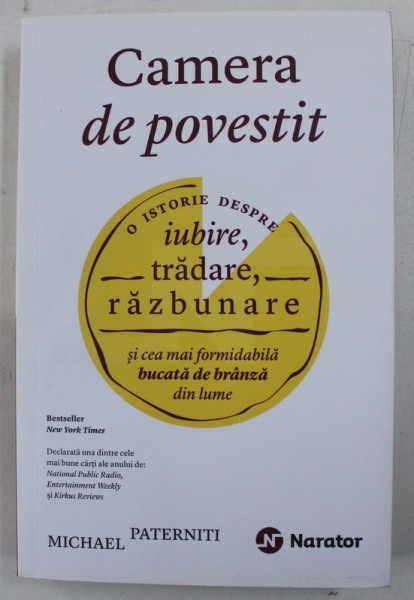 Camera
de povestit
O ISTORIE DESPRE
iubire,
trădare,
răzbunare
și cea mai formidabilă
bucată de brânză
din lume
Bestseller
New York Times
Declarată una dintre cele
mai bune cărți ale anului de:
National Public Radio,
Entertainment Weekly
și Kirkus Reviews
MICHAEL PATERNITI
N Narator